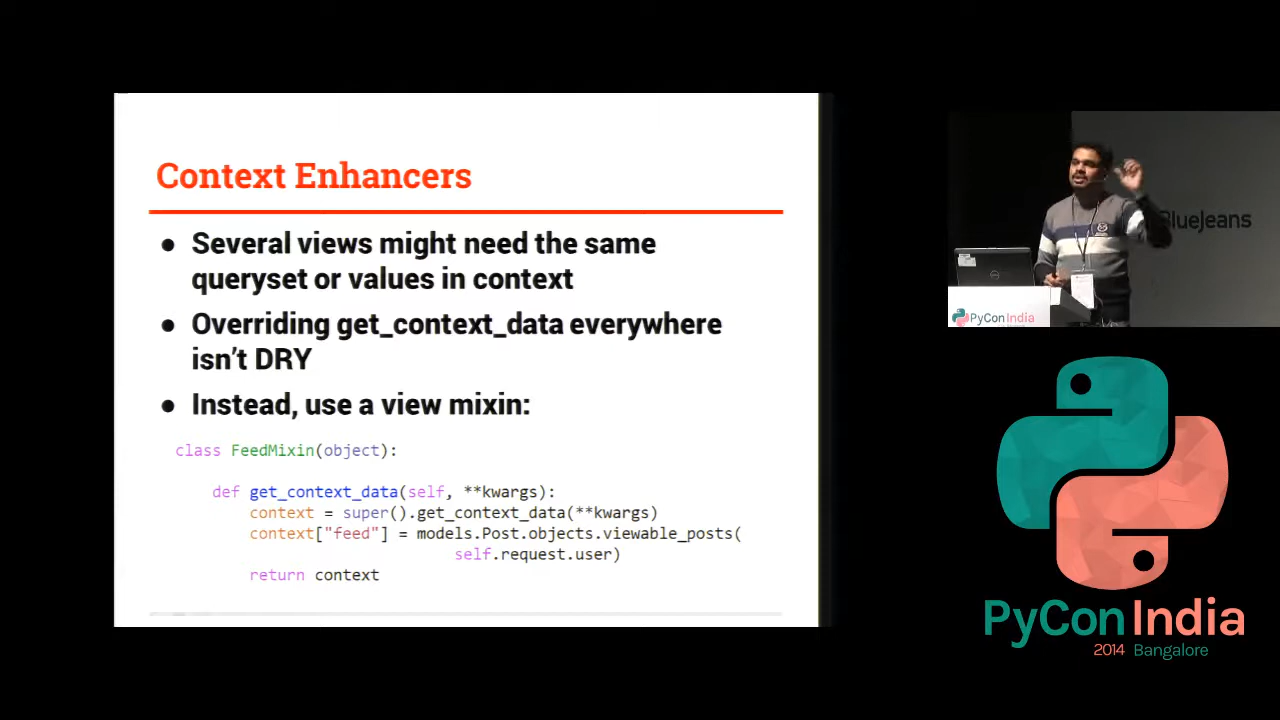 Context Enhancers
● Several views might need the same
queryset or values in context
● Overriding get_context_data everywhere
isn't DRY
● Instead, use a view mixin:
class FeedMixin(object):
def get_context_data(self, **kwargs):
context = super().get_context_data(**kwargs)
context["feed"] = models.Post.objects.viewable_posts(
self.request.user)
return context
BlueJeans
PyCon India
PyCon India
2014 Bangalore